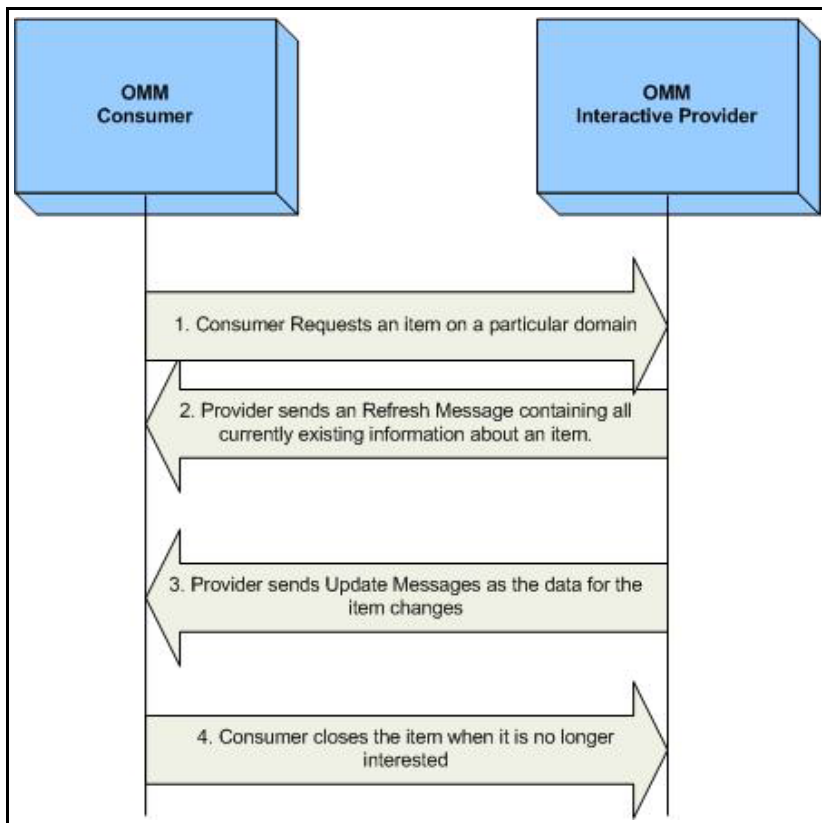 OMM
Consumer
OMM
Interactive Provider
1. Consumer Requests an item on a particular domain
2. Provider sends an Refresh Message containing all
currently existing information about an item.
3. Provider sends Update Messages as the data for the
item changes
4. Consumer closes the item when it is no longer
interested